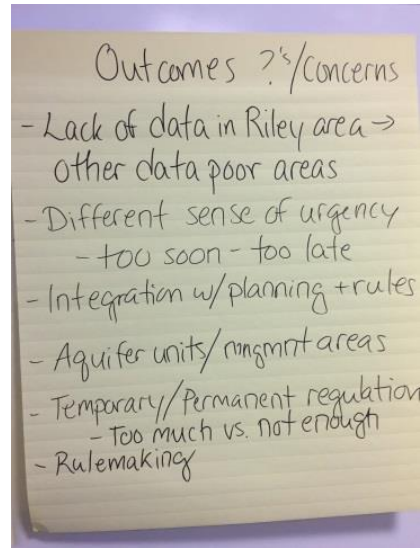 Outcomes ?'s/Concerns
- Lack of data in Riley area →
other data poor areas
- Different sense of urgency
- too soon - too late
- Integration w/planning + rules
- Aquifer units/mngmnt areas
- Temporary/Permanent regulation
- Too much vs. not enough
- Rulemaking